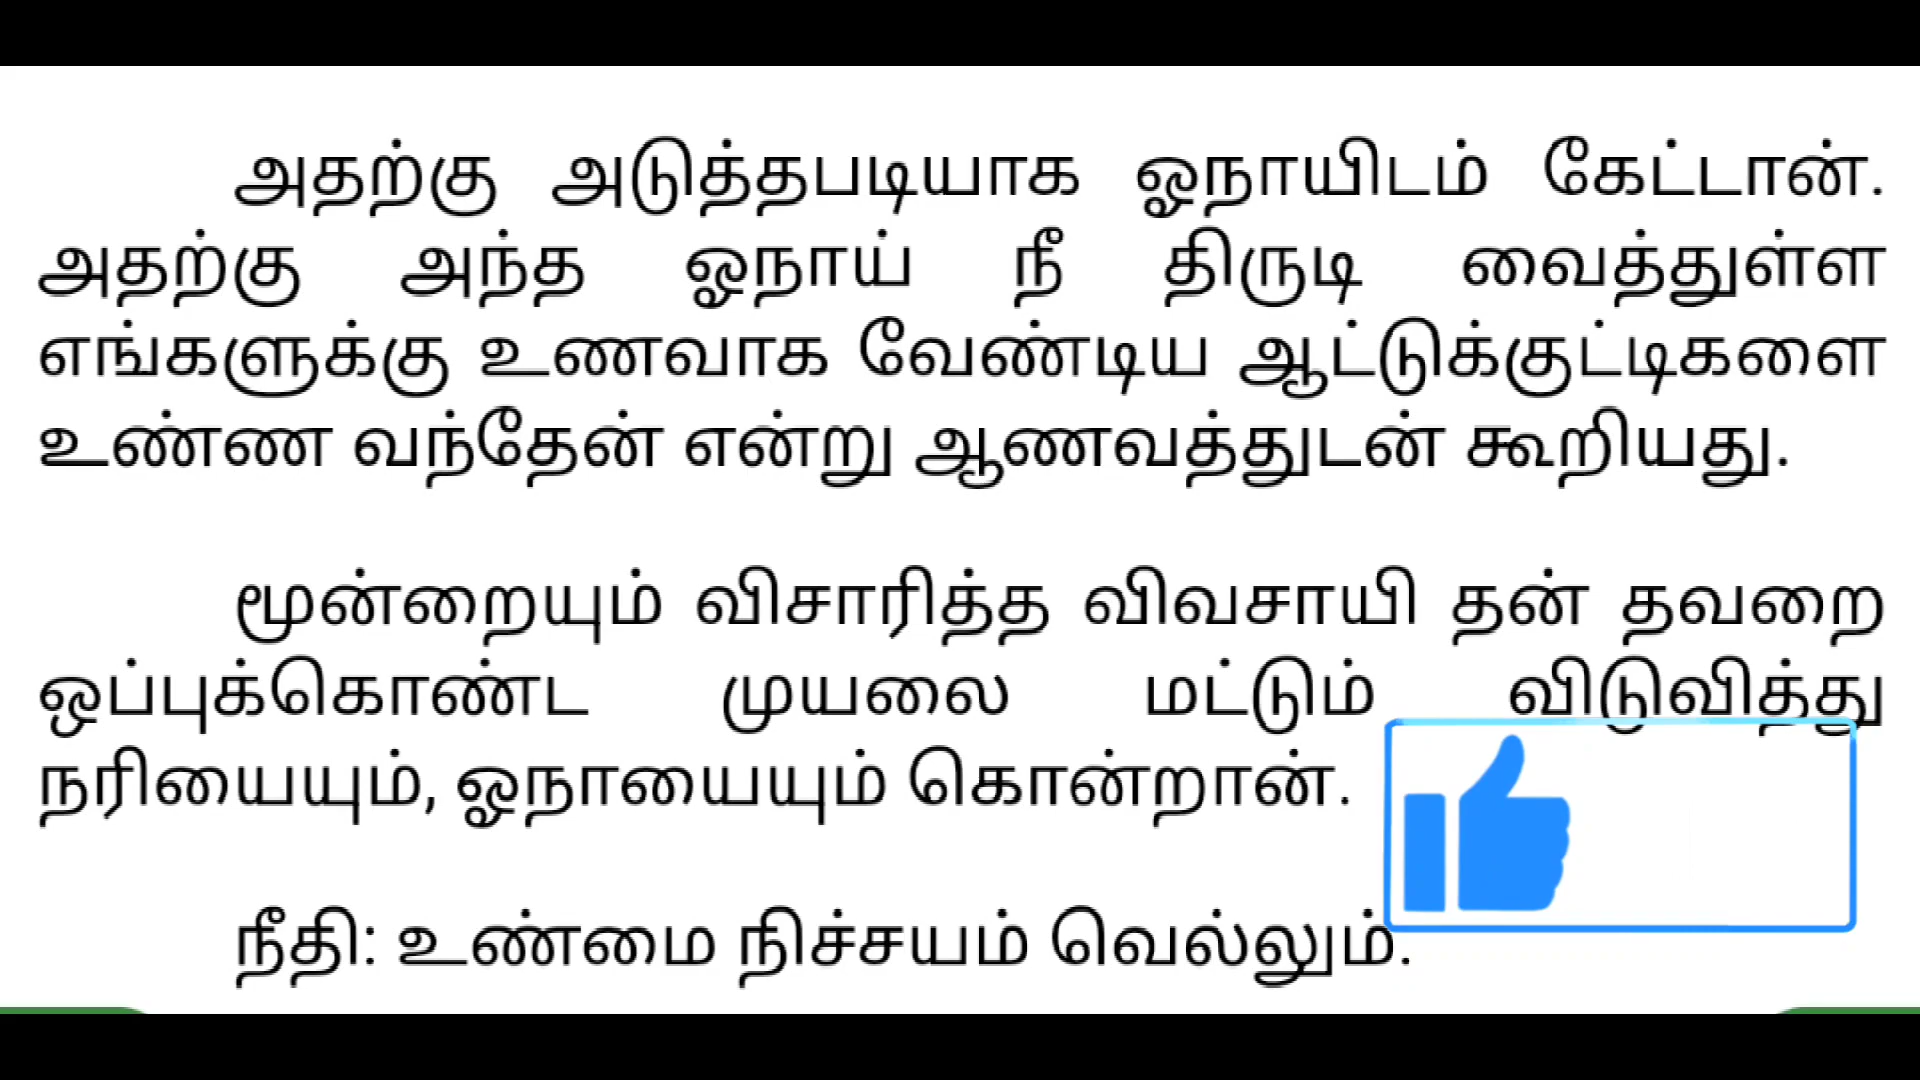 அதற்கு அடுத்தபடியாக ஓநாயிடம் கேட்டான்.
அதற்கு அந்த ஓநாய் நீ திருடி வைத்துள்ள
எங்களுக்கு உணவாக வேண்டிய ஆட்டுக்குட்டிகளை
உண்ண வந்தேன் என்று ஆணவத்துடன் கூறியது.
மூன்றையும் விசாரித்த விவசாயி தன் தவறை
ஒப்புக்கொண்ட முயலை மட்டும் விடுவித்து
நரியையும், ஓநாயையும் கொன்றான்.
நீதி: உண்மை நிச்சயம் வெல்லும்.